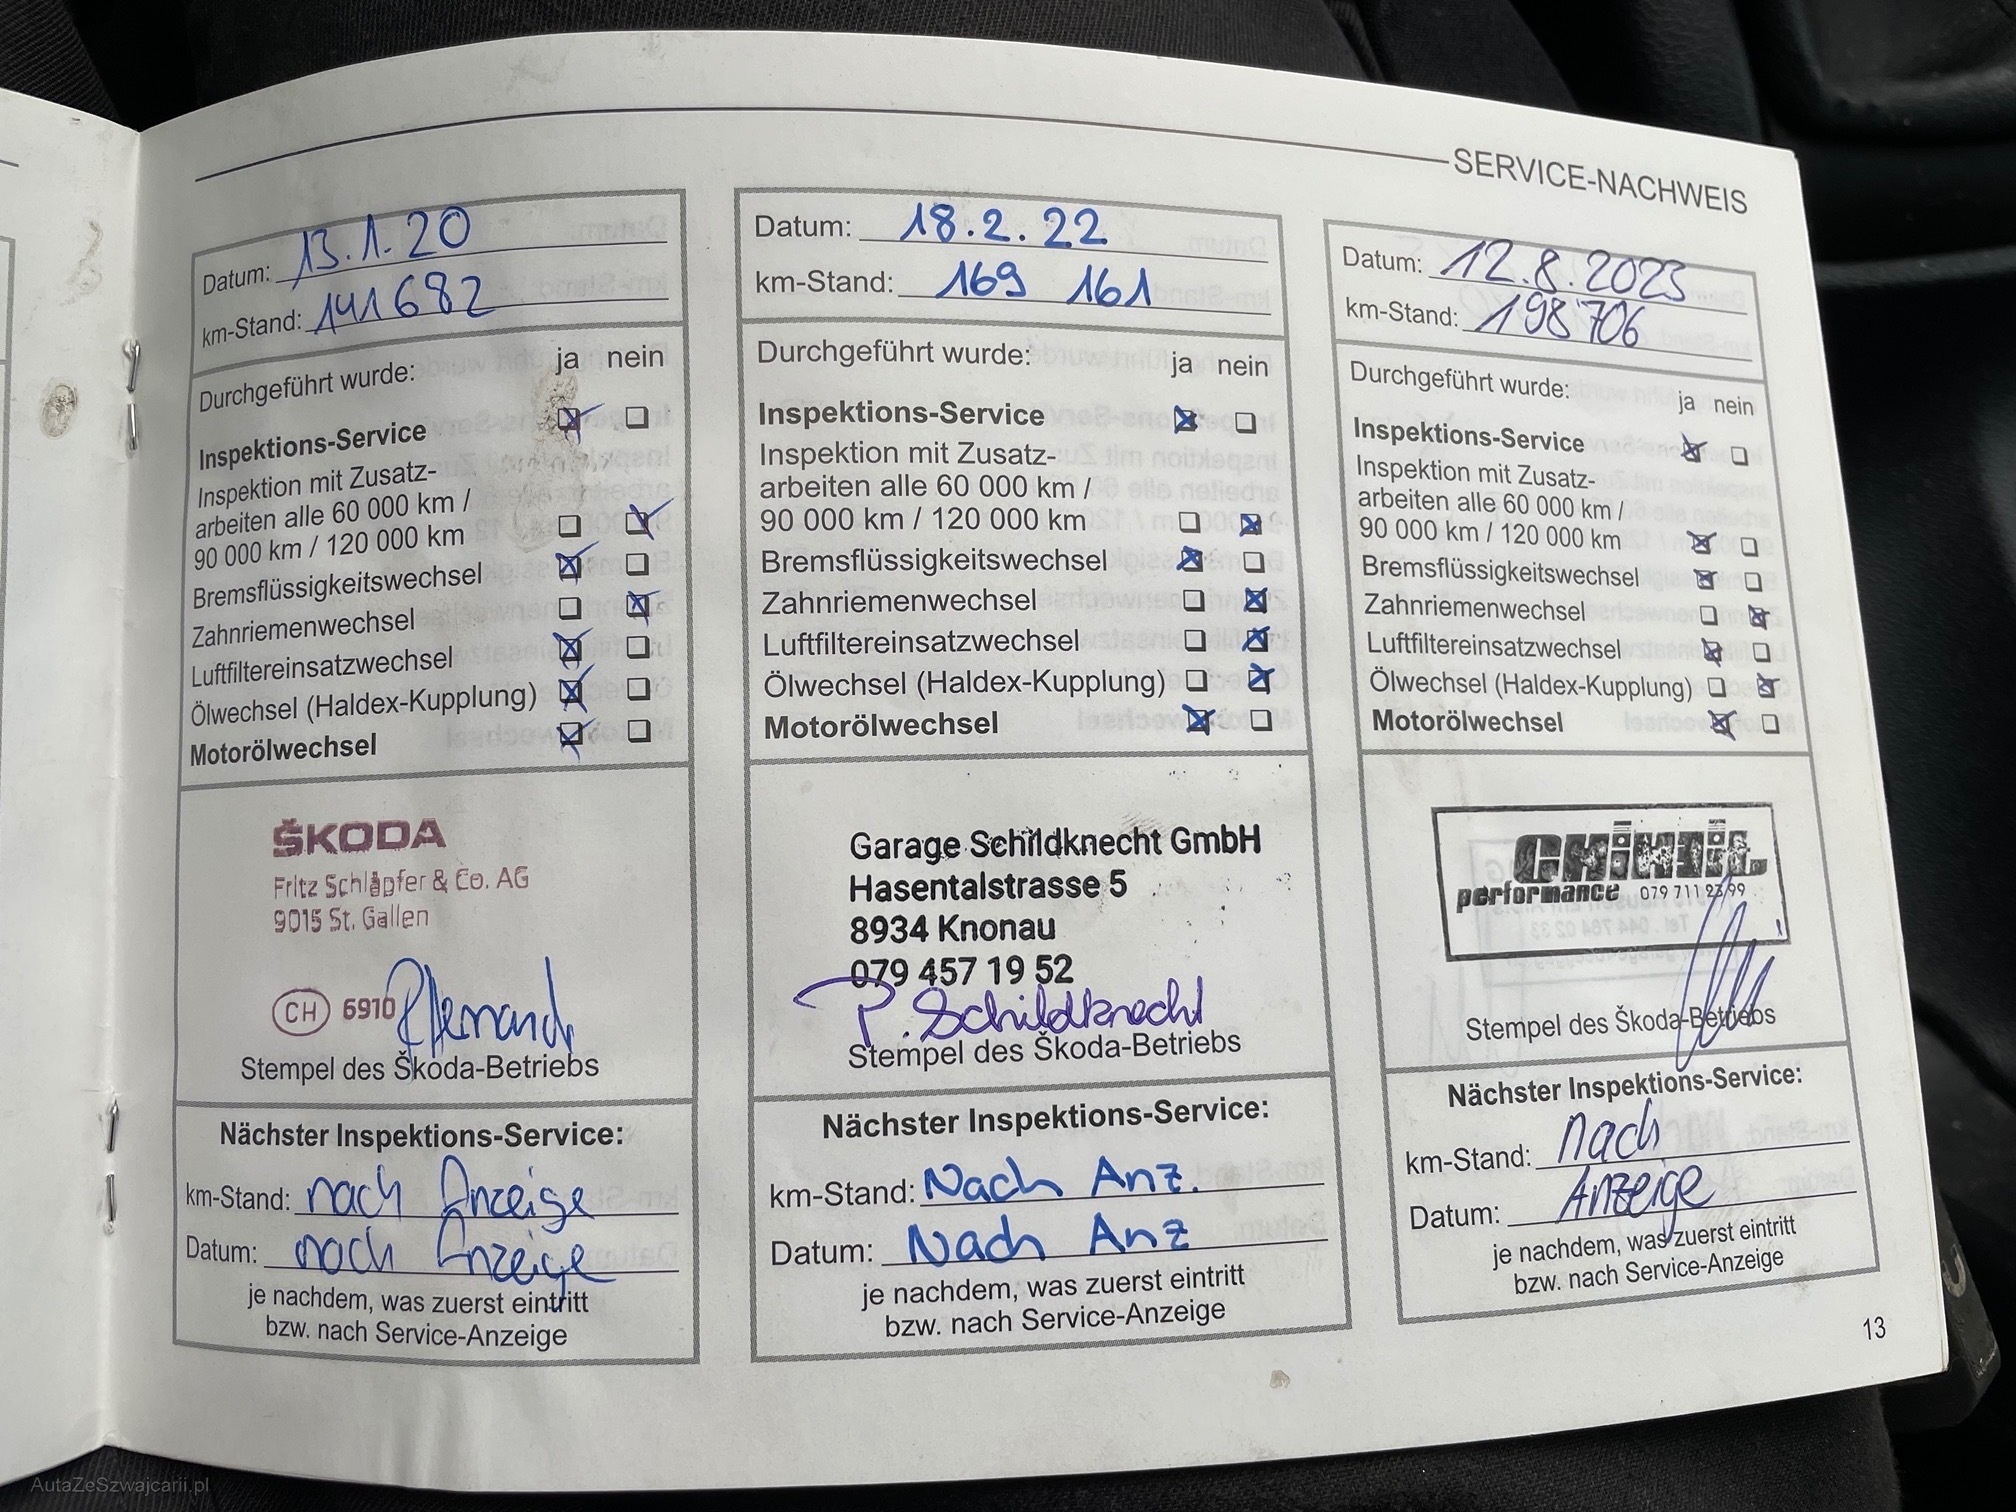 SERVICE-NACHWEIS
Datum: 13.1.20
km-Stand: 141 682
Durchgeführt wurde: ja nein
Inspektions-Service
Inspektion mit Zusatz-
arbeiten alle 60 000 km /
90 000 km / 120 000 km
Bremsflüssigkeitswechsel
Zahnriemenwechsel
Luftfiltereinsatzwechsel
Ölwechsel (Haldex-Kupplung)
Motorölwechsel
ŠKODA
Fritz Schläpfer & Co. AG
9015 St. Gallen
CH 6910
Stempel des Škoda-Betriebs
Nächster Inspektions-Service:
km-Stand: nach Anzeige
Datum: nach Anzeige
je nachdem, was zuerst eintritt
bzw. nach Service-Anzeige
Datum: 18.2.22
km-Stand: 169 161
Durchgeführt wurde: ja nein
Inspektions-Service
Inspektion mit Zusatz-
arbeiten alle 60 000 km /
90 000 km / 120 000 km
Bremsflüssigkeitswechsel
Zahnriemenwechsel
Luftfiltereinsatzwechsel
Ölwechsel (Haldex-Kupplung)
Motorölwechsel
Garage Schildknecht GmbH
Hasentalstrasse 5
8934 Knonau
079 457 19 52
P. Schildknecht
Stempel des Škoda-Betriebs
Nächster Inspektions-Service:
km-Stand: Nach Anz.
Datum: Nach Anz
je nachdem, was zuerst eintritt
bzw. nach Service-Anzeige
Datum: 12.8.2023
km-Stand: 198'706
Durchgeführt wurde: ja nein
Inspektions-Service
Inspektion mit Zusatz-
arbeiten alle 60 000 km /
90 000 km / 120 000 km
Bremsflüssigkeitswechsel
Zahnriemenwechsel
Luftfiltereinsatzwechsel
Ölwechsel (Haldex-Kupplung)
Motorölwechsel
performance 079 711 23 99
Stempel des Škoda-Betriebs
Nächster Inspektions-Service:
km-Stand: nach
Datum: Anzeige
je nachdem, was zuerst eintritt
bzw. nach Service-Anzeige
13
AutaZeSzwajcarii.pl